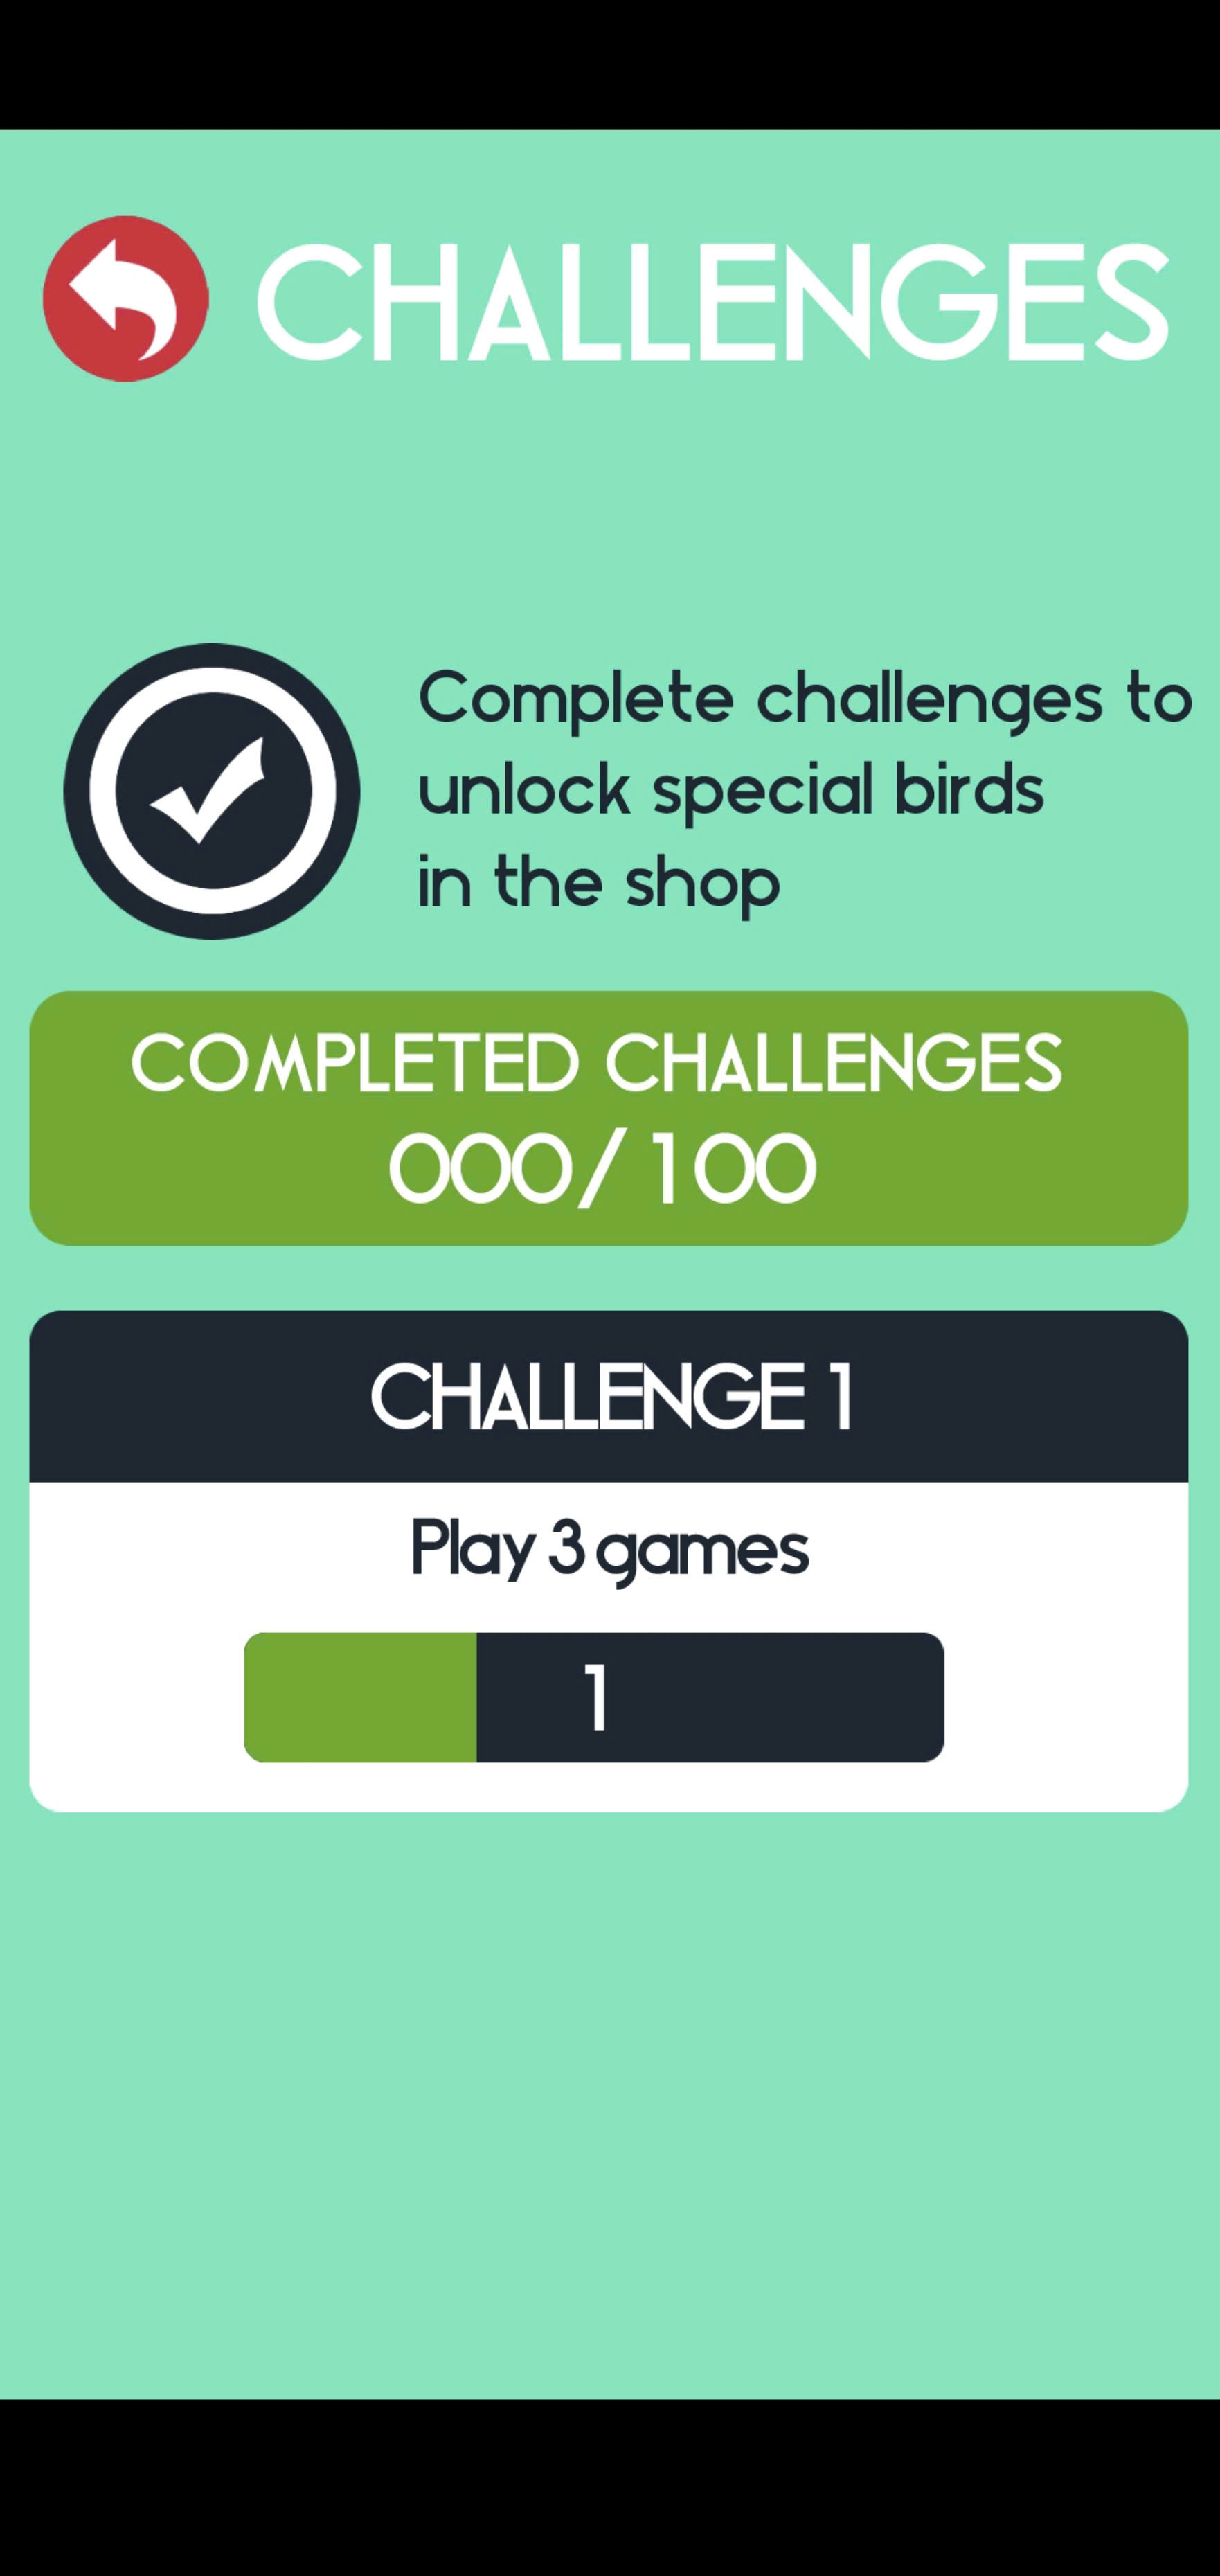 CHALLENGES
Complete challenges to
unlock special birds
in the shop
COMPLETED CHALLENGES
000/100
CHALLENGE 1
Play 3 games
1